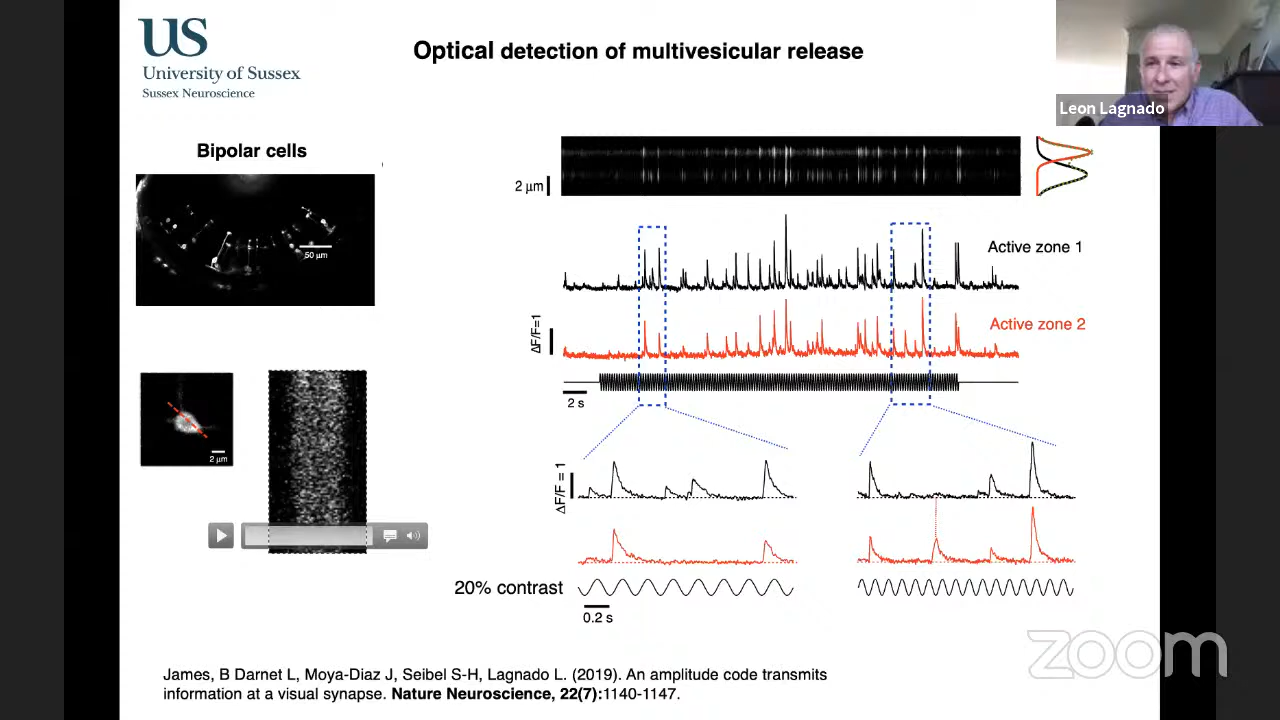 US
University of Sussex
Sussex Neuroscience
Optical detection of multivesicular release
Leon Lagnado
Bipolar cells
50 μm
2 μm
Active zone 1
Active zone 2
ΔF/F=1
2 s
2 μm
ΔF/F = 1
20% contrast
0.2 s
zoom
James, B Darnet L, Moya-Diaz J, Seibel S-H, Lagnado L. (2019). An amplitude code transmits
information at a visual synapse. Nature Neuroscience, 22(7):1140-1147.